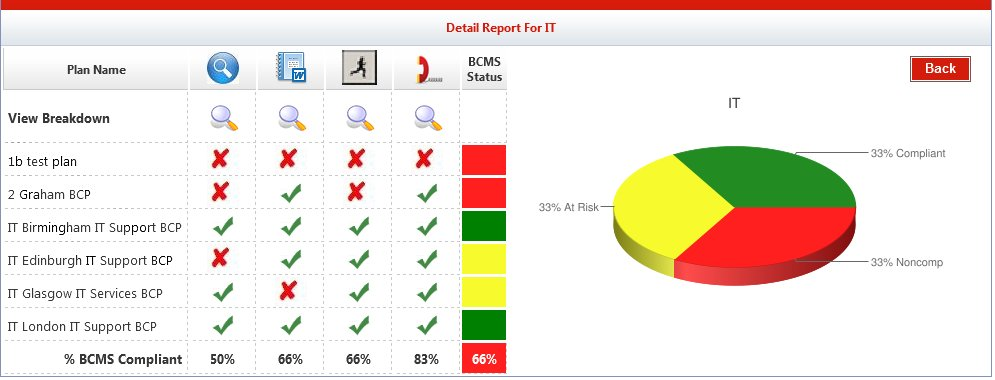 Detail Report For IT
Plan Name
BCMS
Status
Back
View Breakdown
1b test plan
2 Graham BCP
IT Birmingham IT Support BCP
IT Edinburgh IT Support BCP
IT Glasgow IT Services BCP
IT London IT Support BCP
% BCMS Compliant 50% 66% 66% 83% 66%
IT
33% Compliant
33% At Risk
33% Noncomp
W